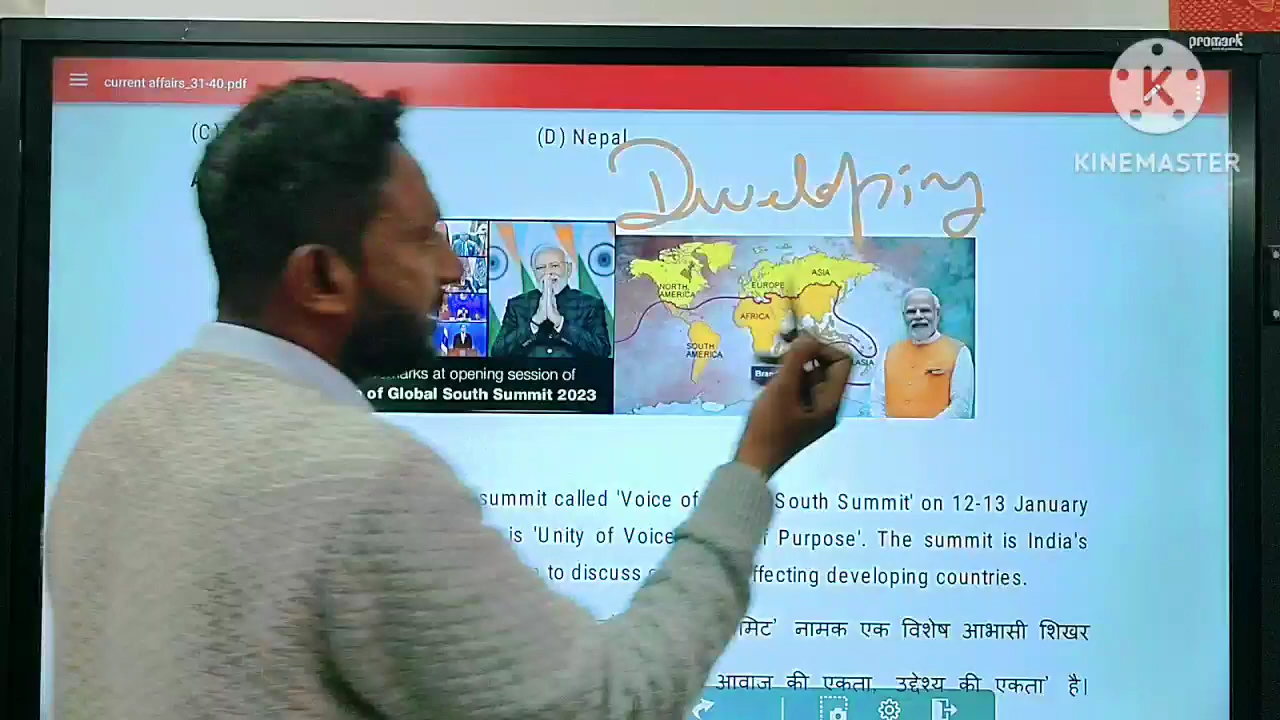 promark
current affairs_31-40.pdf
KINEMASTER
(C)
(D) Nepal
Developing
NORTH AMERICA
EUROPE
ASIA
AFRICA
SOUTH AMERICA
marks at opening session of
of Global South Summit 2023
summit called 'Voice of South Summit' on 12-13 January
is 'Unity of Voice Purpose'. The summit is India's
to discuss ffecting developing countries.
मिट’ नामक एक विशेष आभासी शिखर
आवाज की एकता, उद्देश्य की एकता’ है।